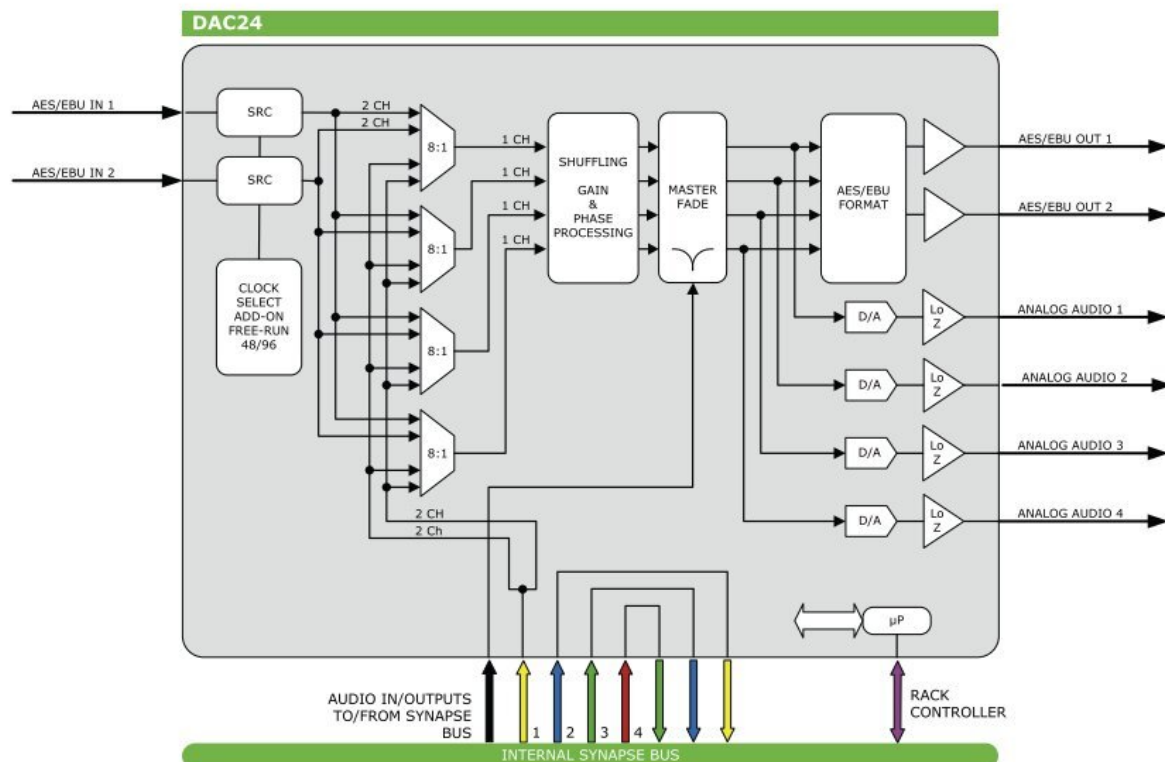 DAC24
AES/EBU IN 1
AES/EBU IN 2
SRC
SRC
CLOCK
SELECT
ADD-ON
FREE-RUN
48/96
2 CH
2 CH
8:1
8:1
8:1
8:1
1 CH
1 CH
1 CH
1 CH
2 CH
2 Ch
SHUFFLING
GAIN
&
PHASE
PROCESSING
MASTER
FADE
AES/EBU
FORMAT
AES/EBU OUT 1
AES/EBU OUT 2
D/A
Lo
Z
ANALOG AUDIO 1
D/A
Lo
Z
ANALOG AUDIO 2
D/A
Lo
Z
ANALOG AUDIO 3
D/A
Lo
Z
ANALOG AUDIO 4
µP
AUDIO IN/OUTPUTS
TO/FROM SYNAPSE
BUS
1
2
3
4
RACK
CONTROLLER
INTERNAL SYNAPSE BUS